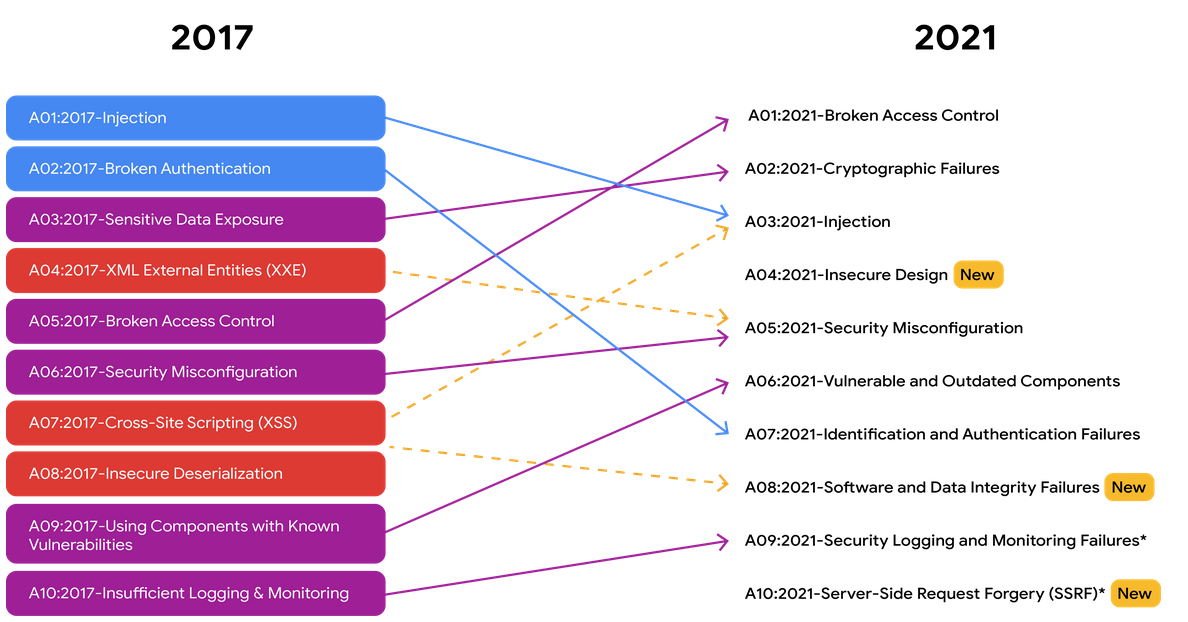 2017
A01:2017-Injection
A02:2017-Broken Authentication
A03:2017-Sensitive Data Exposure
A04:2017-XML External Entities (XXE)
A05:2017-Broken Access Control
A06:2017-Security Misconfiguration
A07:2017-Cross-Site Scripting (XSS)
A08:2017-Insecure Deserialization
A09:2017-Using Components with Known
Vulnerabilities
A10:2017-Insufficient Logging & Monitoring
2021
A01:2021-Broken Access Control
A02:2021-Cryptographic Failures
A03:2021-Injection
A04:2021-Insecure Design New
A05:2021-Security Misconfiguration
A06:2021-Vulnerable and Outdated Components
A07:2021-Identification and Authentication Failures
A08:2021-Software and Data Integrity Failures New
A09:2021-Security Logging and Monitoring Failures*
A10:2021-Server-Side Request Forgery (SSRF)* New